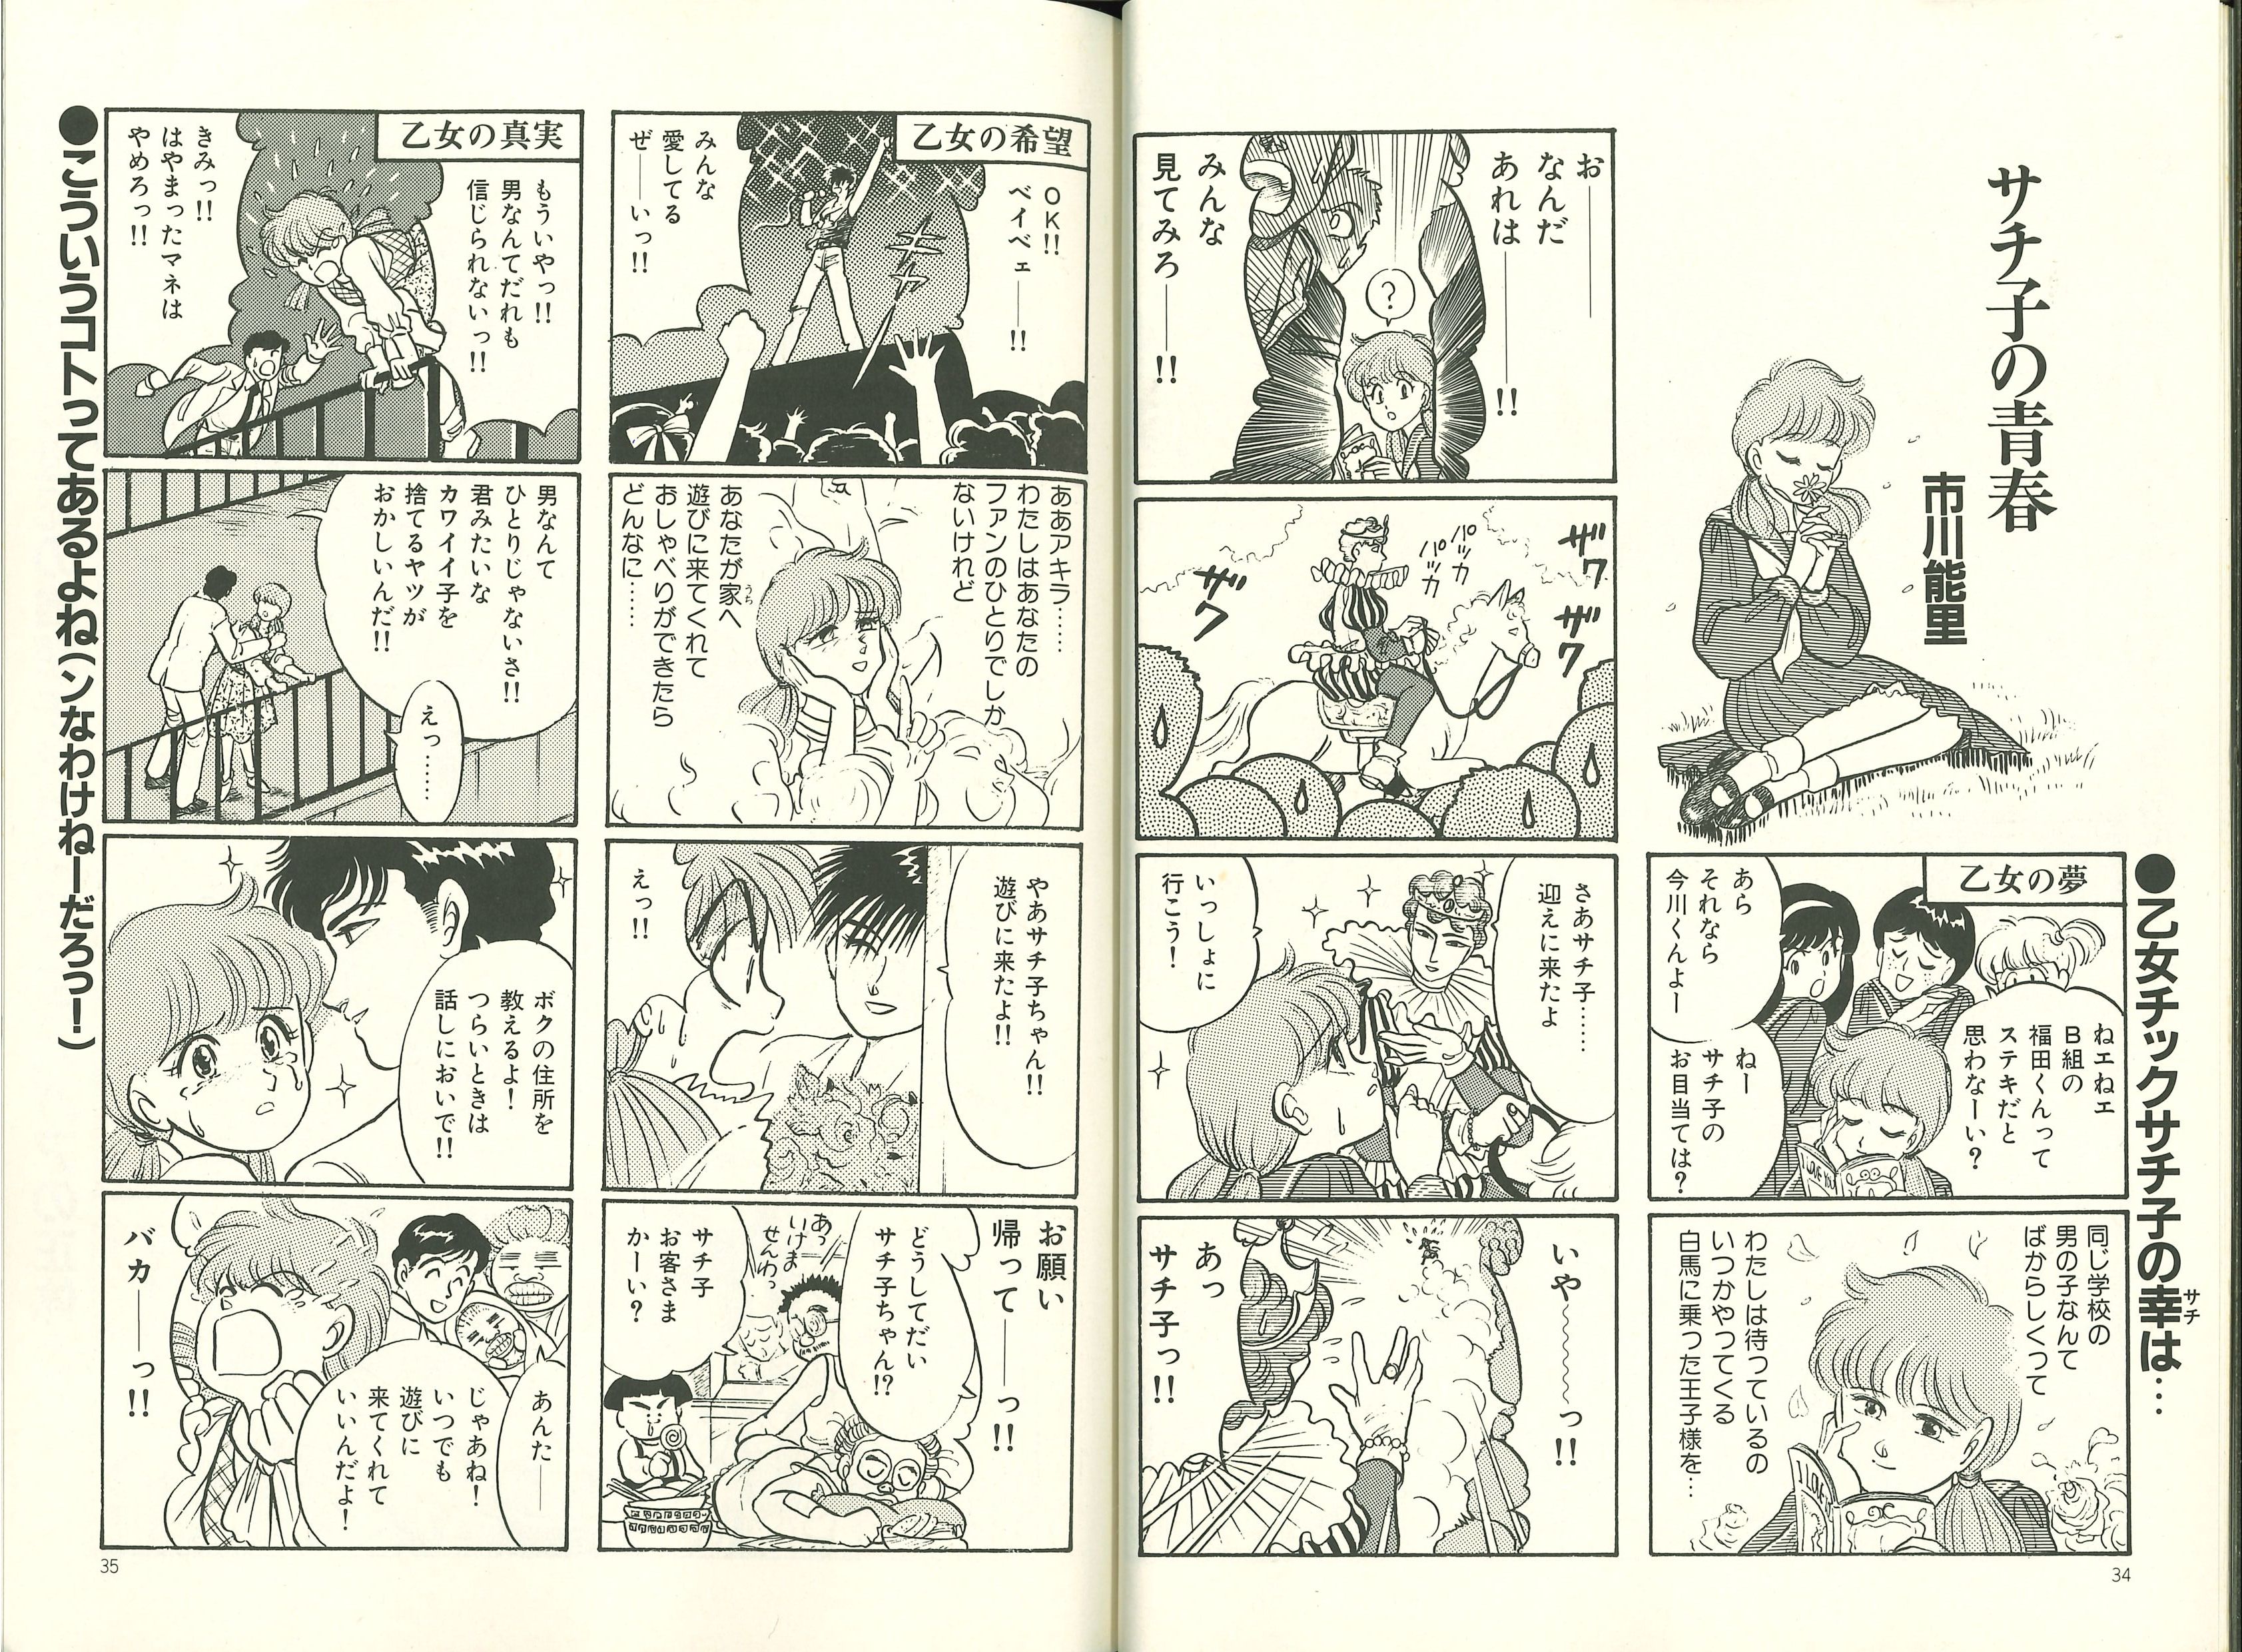 サチ子の青春
市川能里
●乙女チックサチ子の幸は…
サチ
乙女の夢
ねエねエ
B組の
福田くんって
ステキだと
思わなーい?
あら
それなら
今川くんよー
ねー
サチ子の
お目当ては?
同じ学校の
男の子なんて
ばからしくって
わたしは待っているの
いつかやってくる
白馬に乗った王子様を…
お――
なんだ
あれは――!!
みんな
見てみろ――!!
?
ザワ
ザワ
パッカ
パッカ
ザワ
さあサチ子……
迎えに来たよ
いっしょに
行こう!
いや〜〜〜っ!!
あっ
サチ子っ!!
34
乙女の希望
OK!!
ベイベェ――!!
キャー
みんな
愛してる
ぜ――いっ!!
ああアキラ……
わたしはあなたの
ファンのひとりでしか
ないけれど
あなたが家へ
うち
遊びに来てくれて
おしゃべりができたら
どんなに……
やあサチ子ちゃん!!
遊びに来たよ!!
えっ!!
お願い
帰って――っ!!
どうしてだい
サチ子ちゃん!?
あっ
いけま
せんわっ
サチ子
お客さま
かーい?
乙女の真実
もういやっ!!
男なんてだれも
信じられないっ!!
きみっ!!
はやまったマネは
やめろっ!!
男なんて
ひとりじゃないさ!!
君みたいな
カワイイ子を
捨てるヤツが
おかしいんだ!!
えっ……
ボクの住所を
教えるよ!
つらいときは
話しにおいで!!
あんた――
じゃあね!
いつでも
遊びに
来てくれて
いいんだよ!
バカ――っ!!
●こういうコトってあるよね(ンなわけねーだろっ!)
35